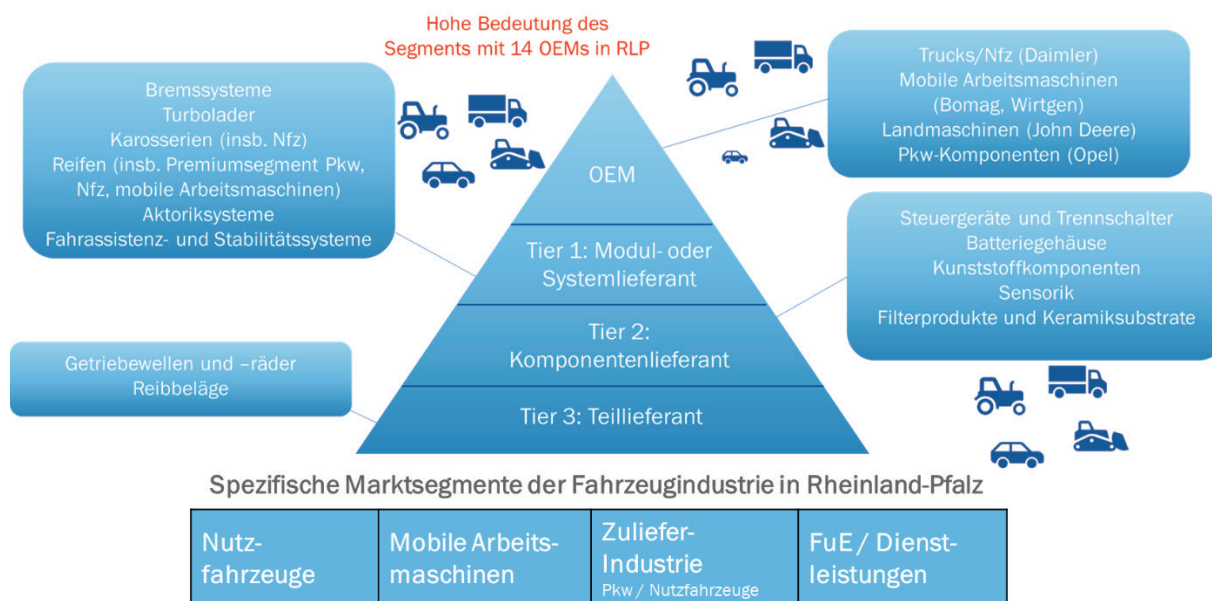 Hohe Bedeutung des
Segments mit 14 OEMs in RLP
Bremssysteme
Turbolader
Karosserien (insb. Nfz)
Reifen (insb. Premiumsegment Pkw,
Nfz, mobile Arbeitsmaschinen)
Aktoriksysteme
Fahrassistenz- und Stabilitätssysteme
Trucks/Nfz (Daimler)
Mobile Arbeitsmaschinen
(Bomag, Wirtgen)
Landmaschinen (John Deere)
Pkw-Komponenten (Opel)
OEM
Tier 1: Modul- oder
Systemlieferant
Tier 2:
Komponentenlieferant
Tier 3: Teillieferant
Steuergeräte und Trennschalter
Batteriegehäuse
Kunststoffkomponenten
Sensorik
Filterprodukte und Keramiksubstrate
Getriebewellen und –räder
Reibbeläge
Spezifische Marktsegmente der Fahrzeugindustrie in Rheinland-Pfalz
Nutz-
fahrzeuge
Mobile Arbeits-
maschinen
Zuliefer-
Industrie
Pkw / Nutzfahrzeuge
FuE / Dienst-
leistungen